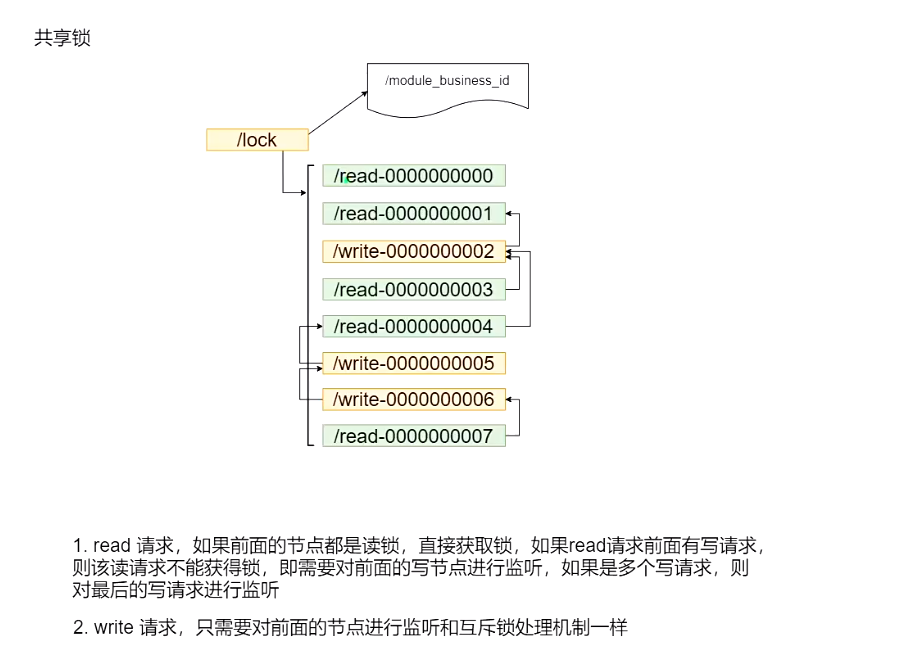 共享锁
/module_business_id
/lock
/read-0000000000
/read-0000000001
/write-0000000002
/read-0000000003
/read-0000000004
/write-0000000005
/write-0000000006
/read-0000000007
1. read 请求，如果前面的节点都是读锁，直接获取锁，如果read请求前面有写请求，
则该读请求不能获得锁，即需要对前面的写节点进行监听，如果是多个写请求，则
对最后的写请求进行监听
2. write 请求，只需要对前面的节点进行监听和互斥锁处理机制一样